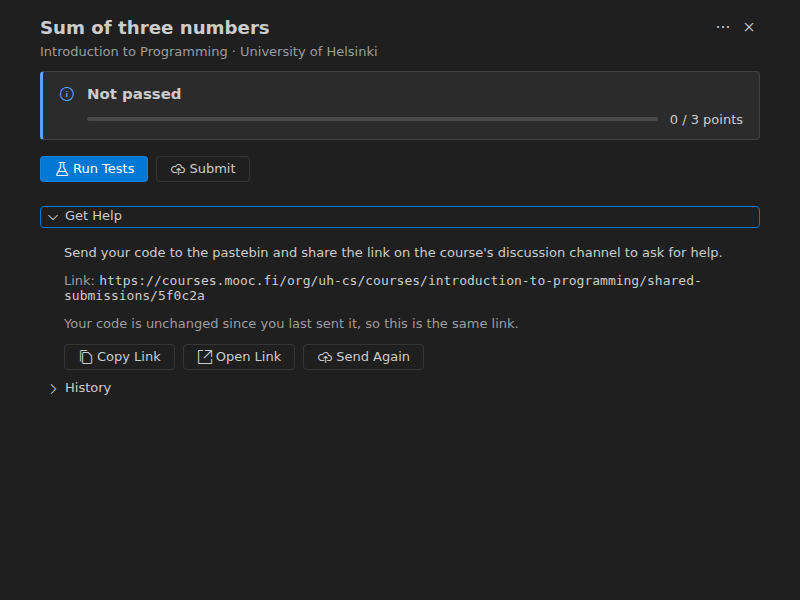 Sum of three numbers
Introduction to Programming · University of Helsinki
Not passed
0 / 3 points
Run Tests
Submit
Get Help
Send your code to the pastebin and share the link on the course's discussion channel to ask for help.
Link: https://courses.mooc.fi/org/uh-cs/courses/introduction-to-programming/shared-
submissions/5f0c2a
Your code is unchanged since you last sent it, so this is the same link.
Copy Link
Open Link
Send Again
History